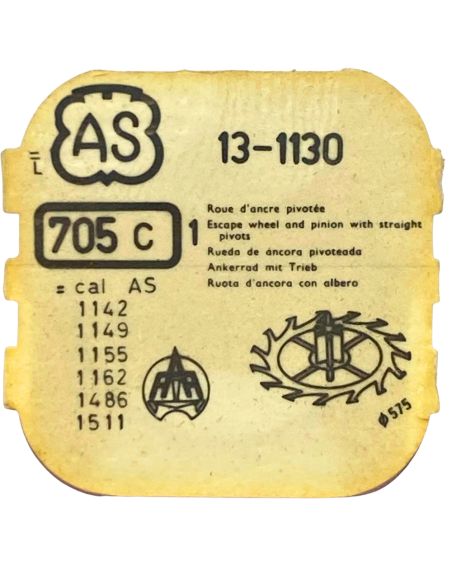 AS
13-1130
=
L
705 C 1
Roue d'ancre pivotée
Escape wheel and pinion with straight
pivots
Rueda de áncora pivoteada
Ankerrad mit Trieb
Ruota d'ancora con albero
= cal AS
1142
1149
1155
1162
1486
1511
Ø 575